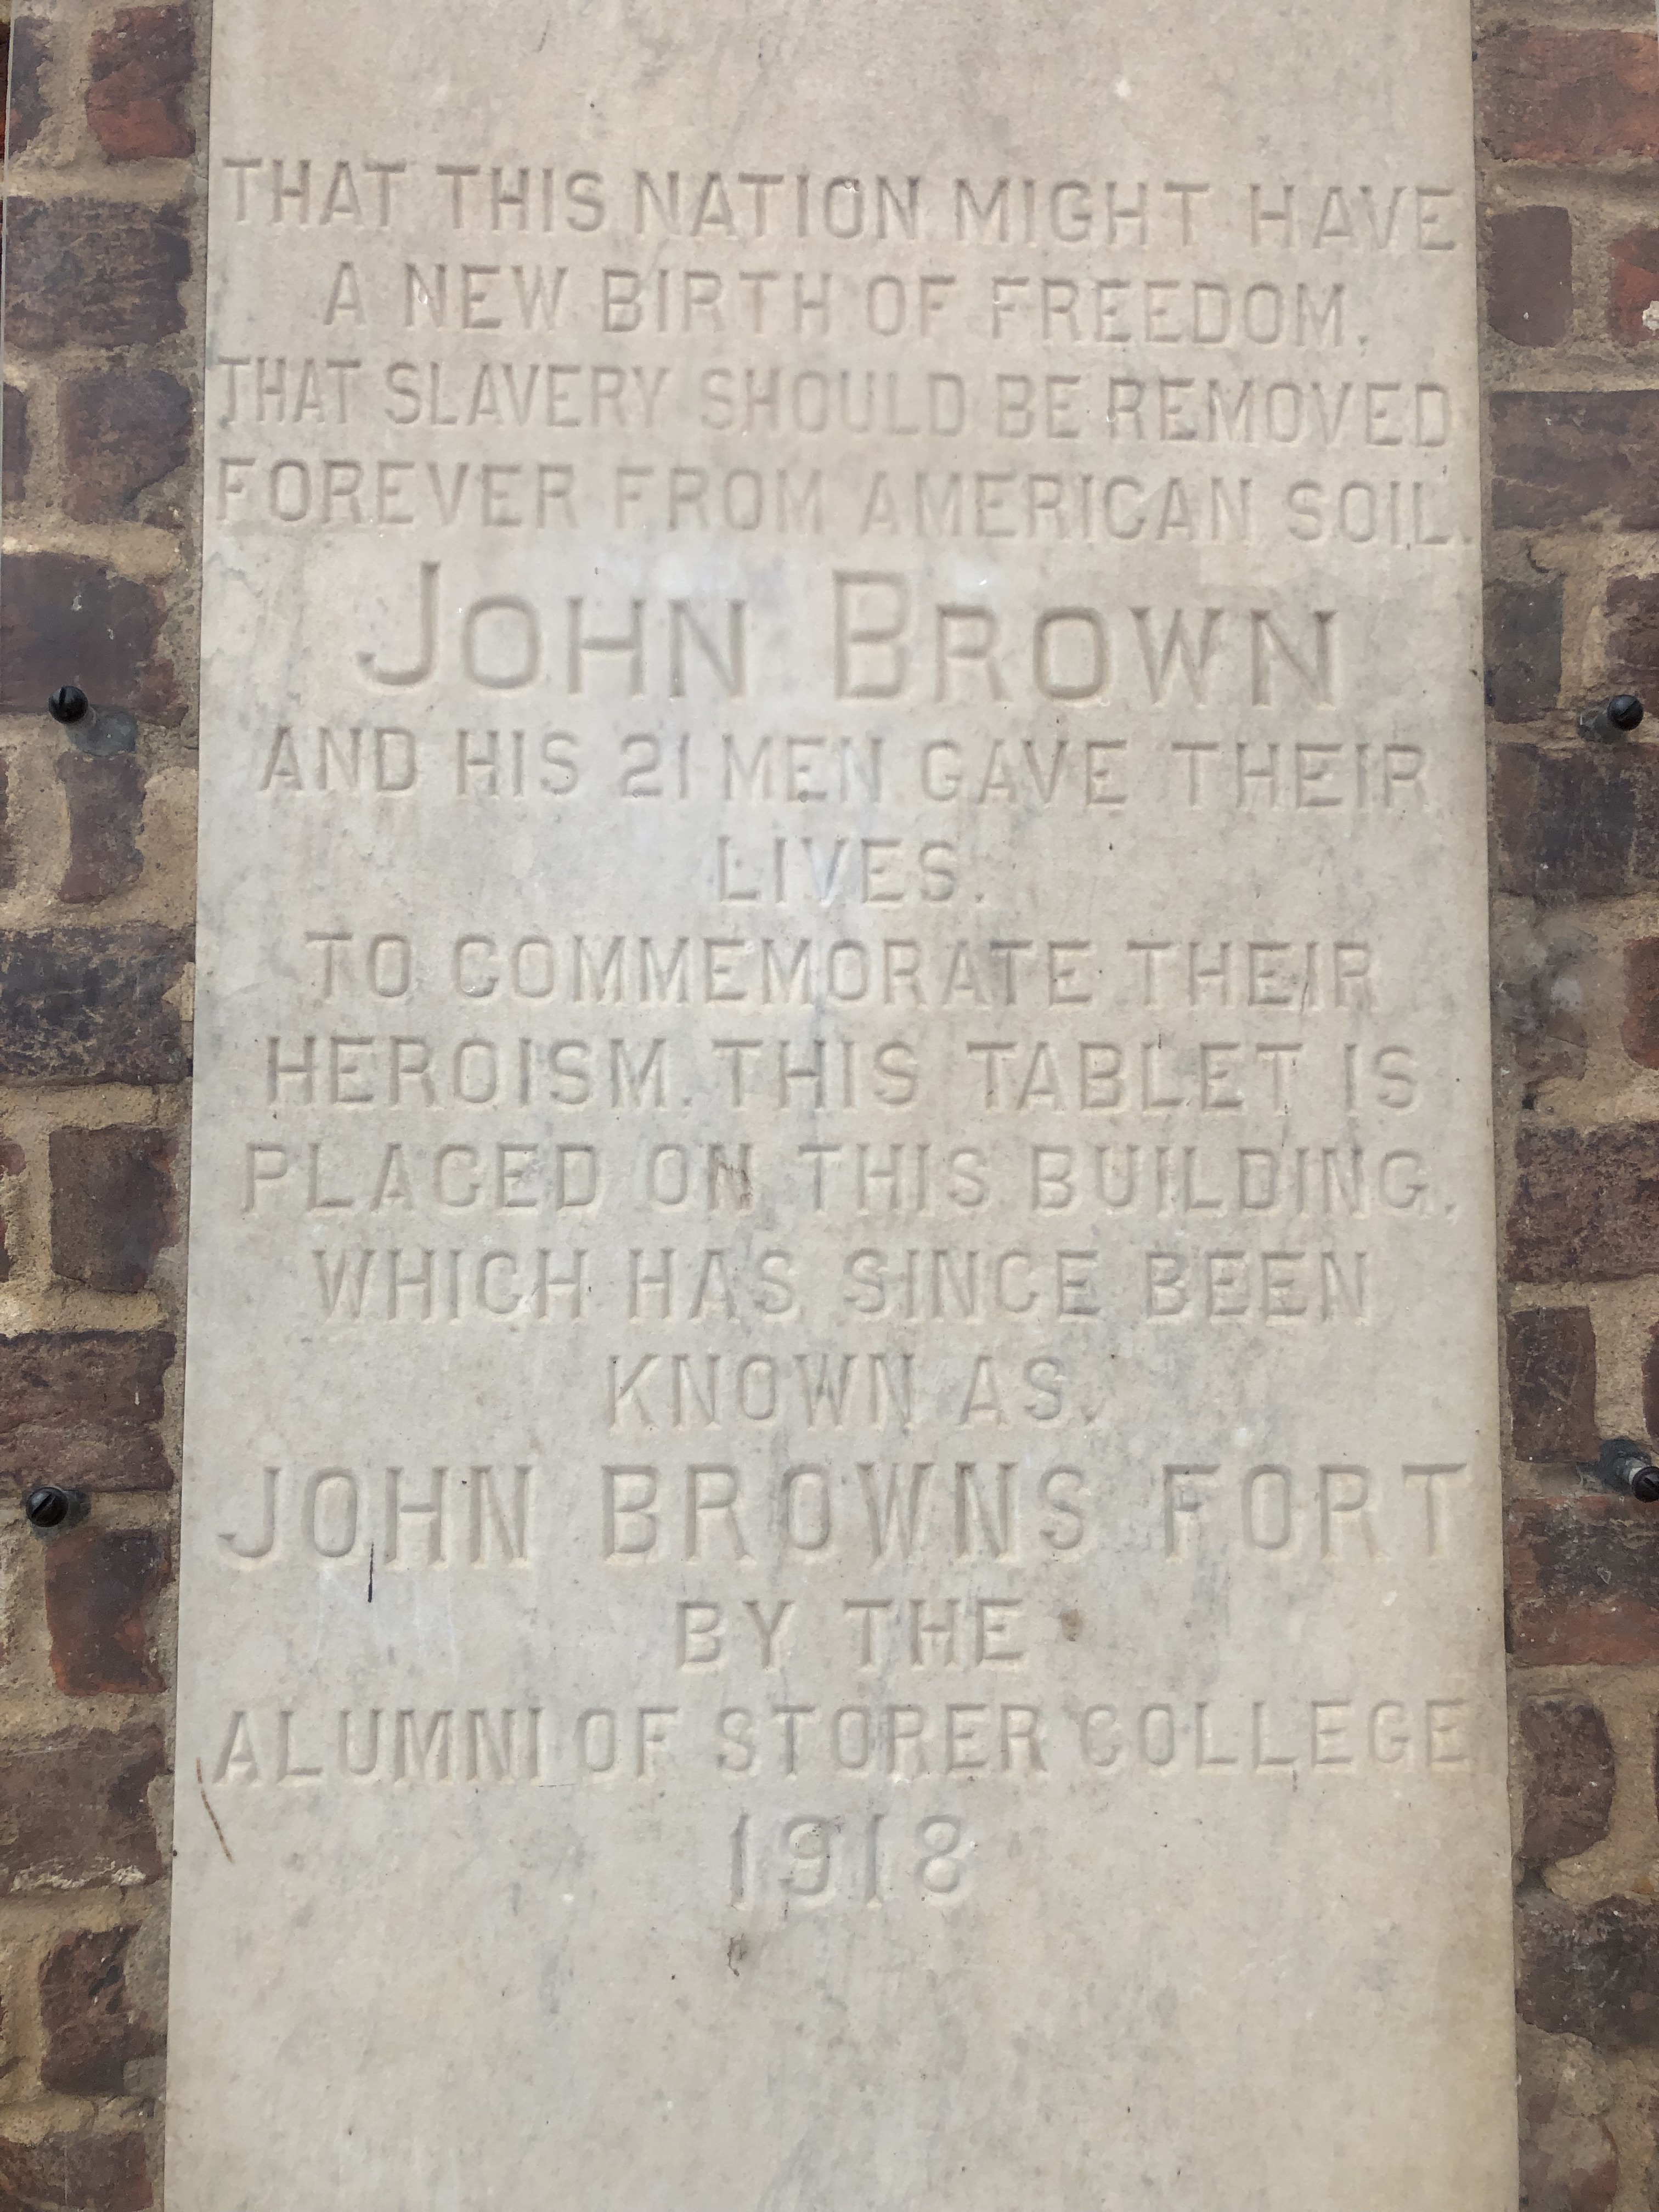 THAT THIS NATION MIGHT HAVE
A NEW BIRTH OF FREEDOM,
THAT SLAVERY SHOULD BE REMOVED
FOREVER FROM AMERICAN SOIL.
JOHN BROWN
AND HIS 21 MEN GAVE THEIR
LIVES.
TO COMMEMORATE THEIR
HEROISM, THIS TABLET IS
PLACED ON THIS BUILDING,
WHICH HAS SINCE BEEN
KNOWN AS,
JOHN BROWNS FORT
BY THE
ALUMNI OF STORER COLLEGE
1918